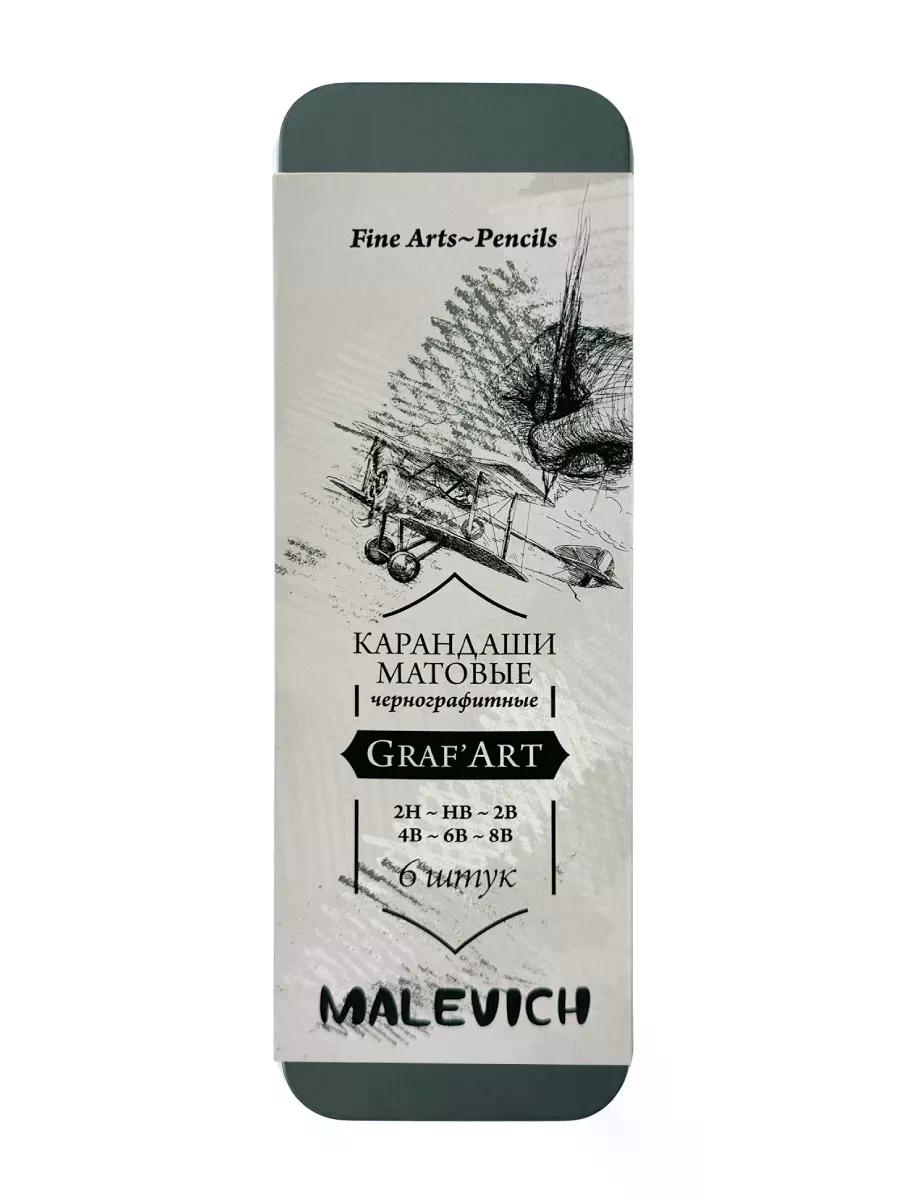 Fine Arts~Pencils
КАРАНДАШИ
МАТОВЫЕ
чернографитные
GRAF'ART
2H ~ HB ~ 2B
4B ~ 6B ~ 8B
6 штук
MALEVICH